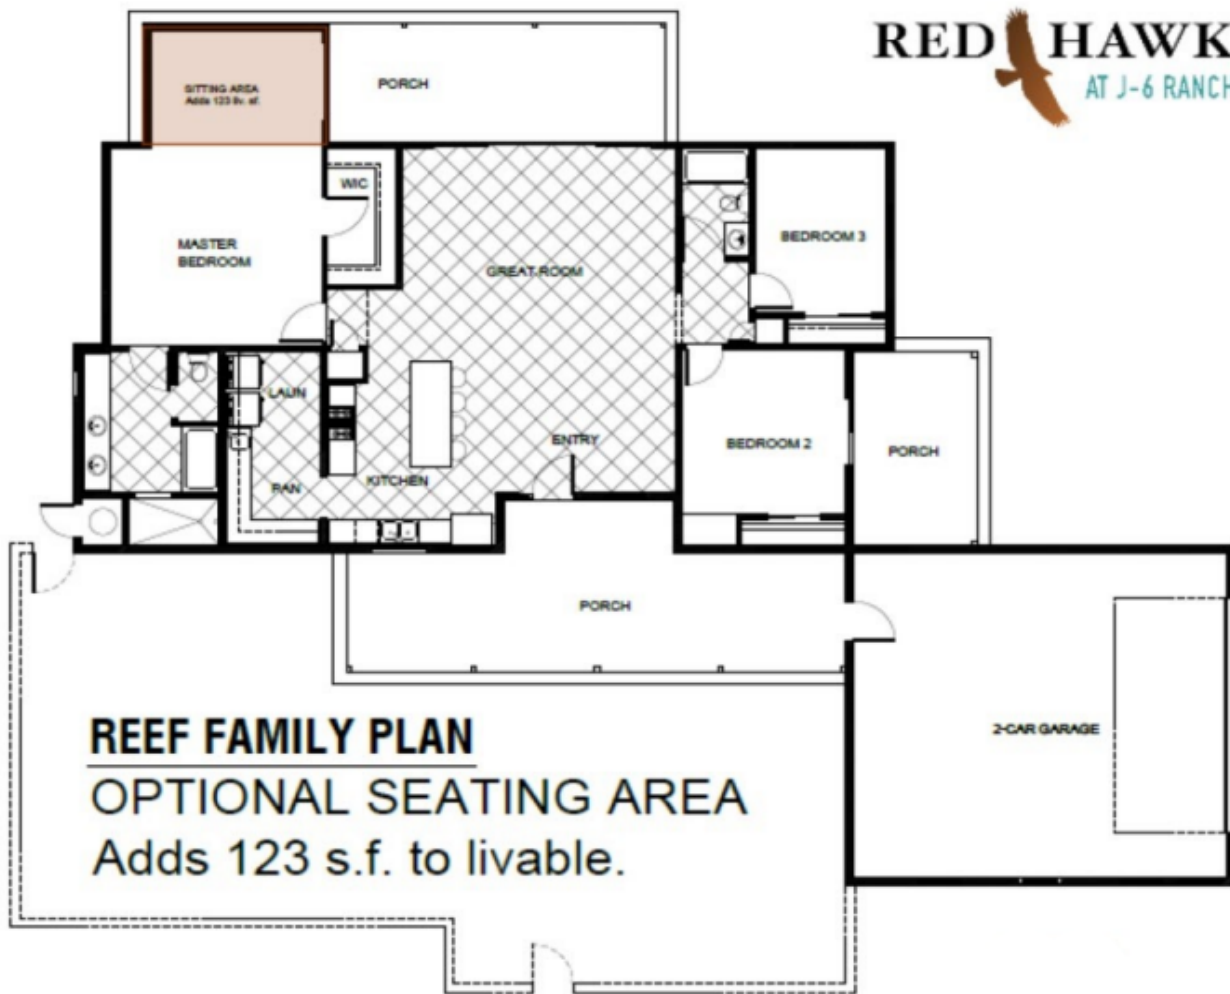 RED HAWK
AT J-6 RANCH
SITTING AREA
Adds 123 liv. sf.
PORCH
WIC
MASTER
BEDROOM
GREAT ROOM
BEDROOM 3
LAUN
ENTRY
BEDROOM 2
PORCH
PAN
KITCHEN
PORCH
2-CAR GARAGE
REEF FAMILY PLAN
OPTIONAL SEATING AREA
Adds 123 s.f. to livable.